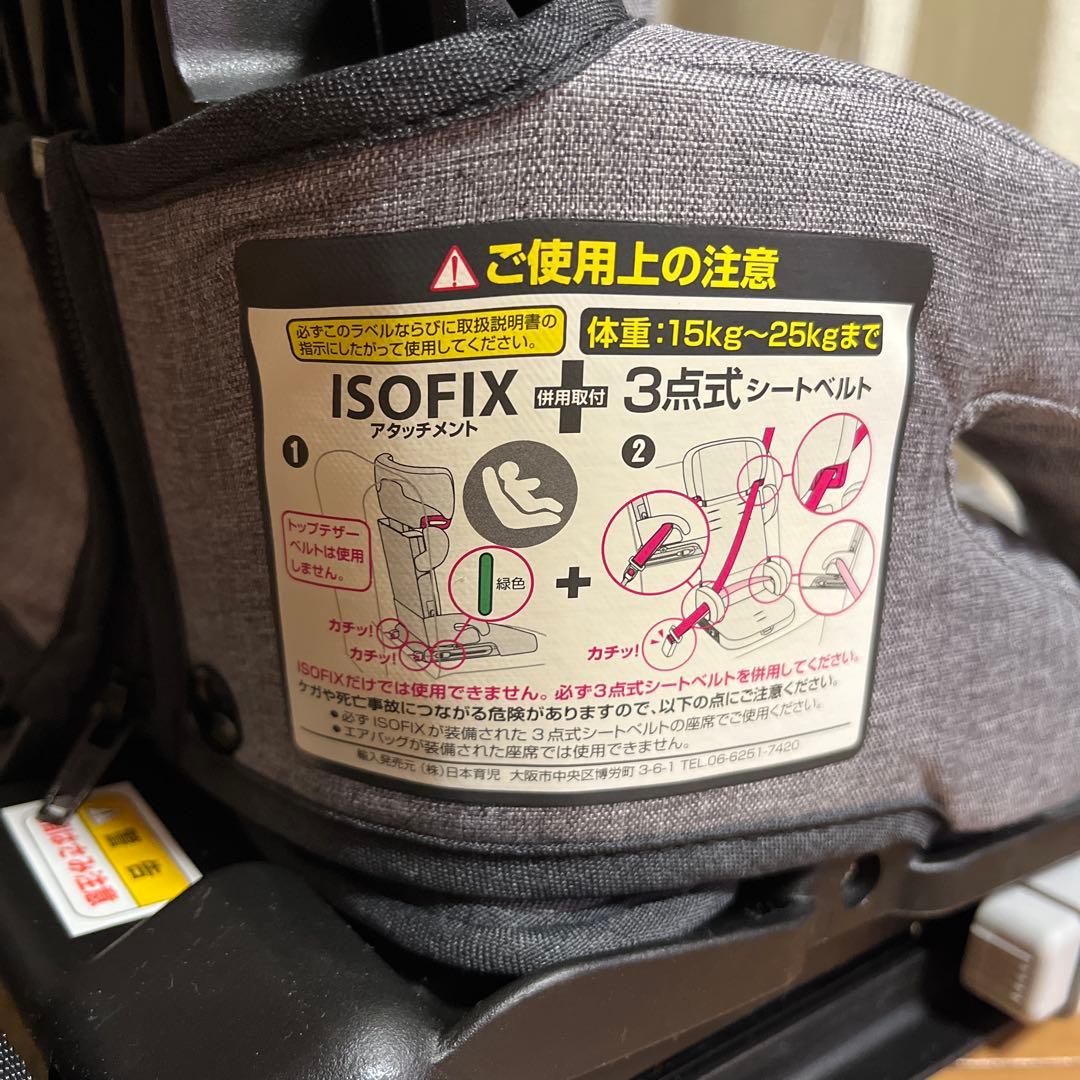 ご使用上の注意
必ずこのラベルならびに取扱説明書の
指示にしたがって使用してください。
体重：15kg～25kgまで
ISOFIX
アタッチメント
併用取付
3点式シートベルト
1
トップテザー
ベルトは使用
しません。
緑色
カチッ！
カチッ！
+
2
カチッ！
ISOFIXだけでは使用できません。必ず3点式シートベルトを併用してください。
ケガや死亡事故につながる危険がありますので、以下の点にご注意ください。
●必ずISOFIXが装備された3点式シートベルトの座席でご使用ください。
●エアバッグが装備された座席では使用できません。
輸入発売元（株）日本育児 大阪市中央区博労町3-6-1 TEL.06-6251-7420
警告
はさみ注意